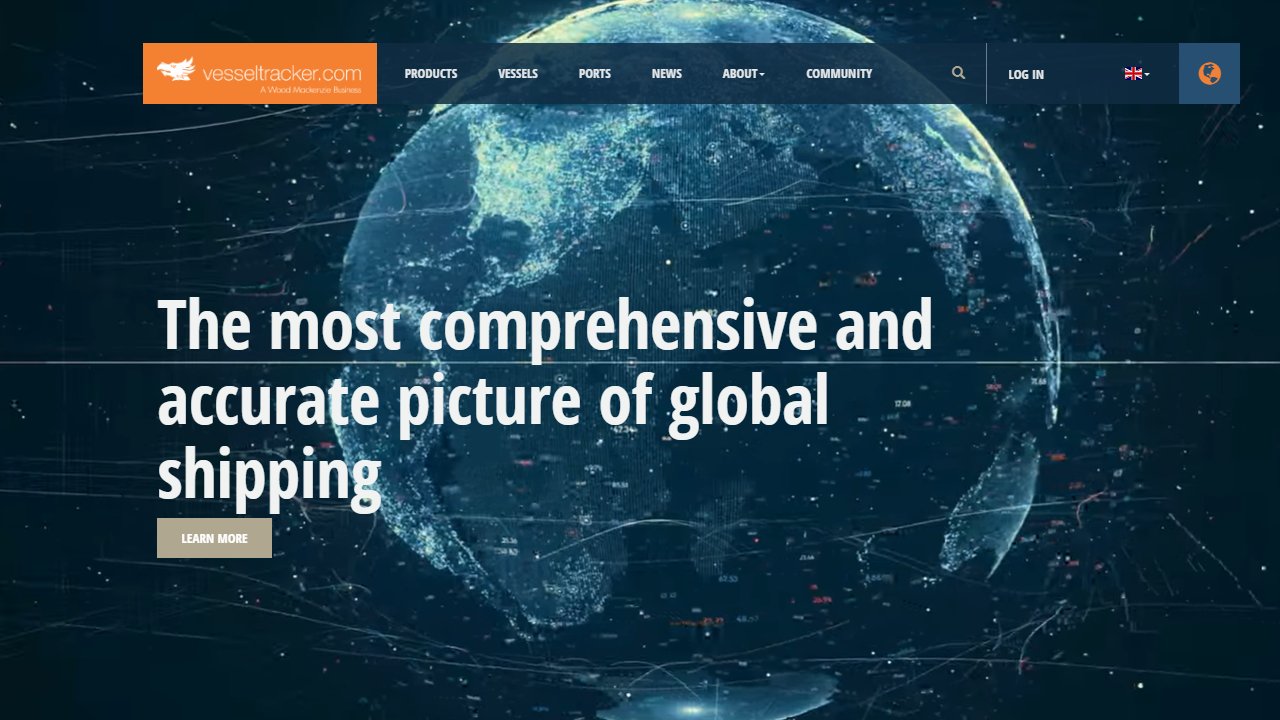 vesseltracker.com
A Wood Mackenzie Business
PRODUCTS
VESSELS
PORTS
NEWS
ABOUT
COMMUNITY
LOG IN
The most comprehensive and
accurate picture of global
shipping
LEARN MORE